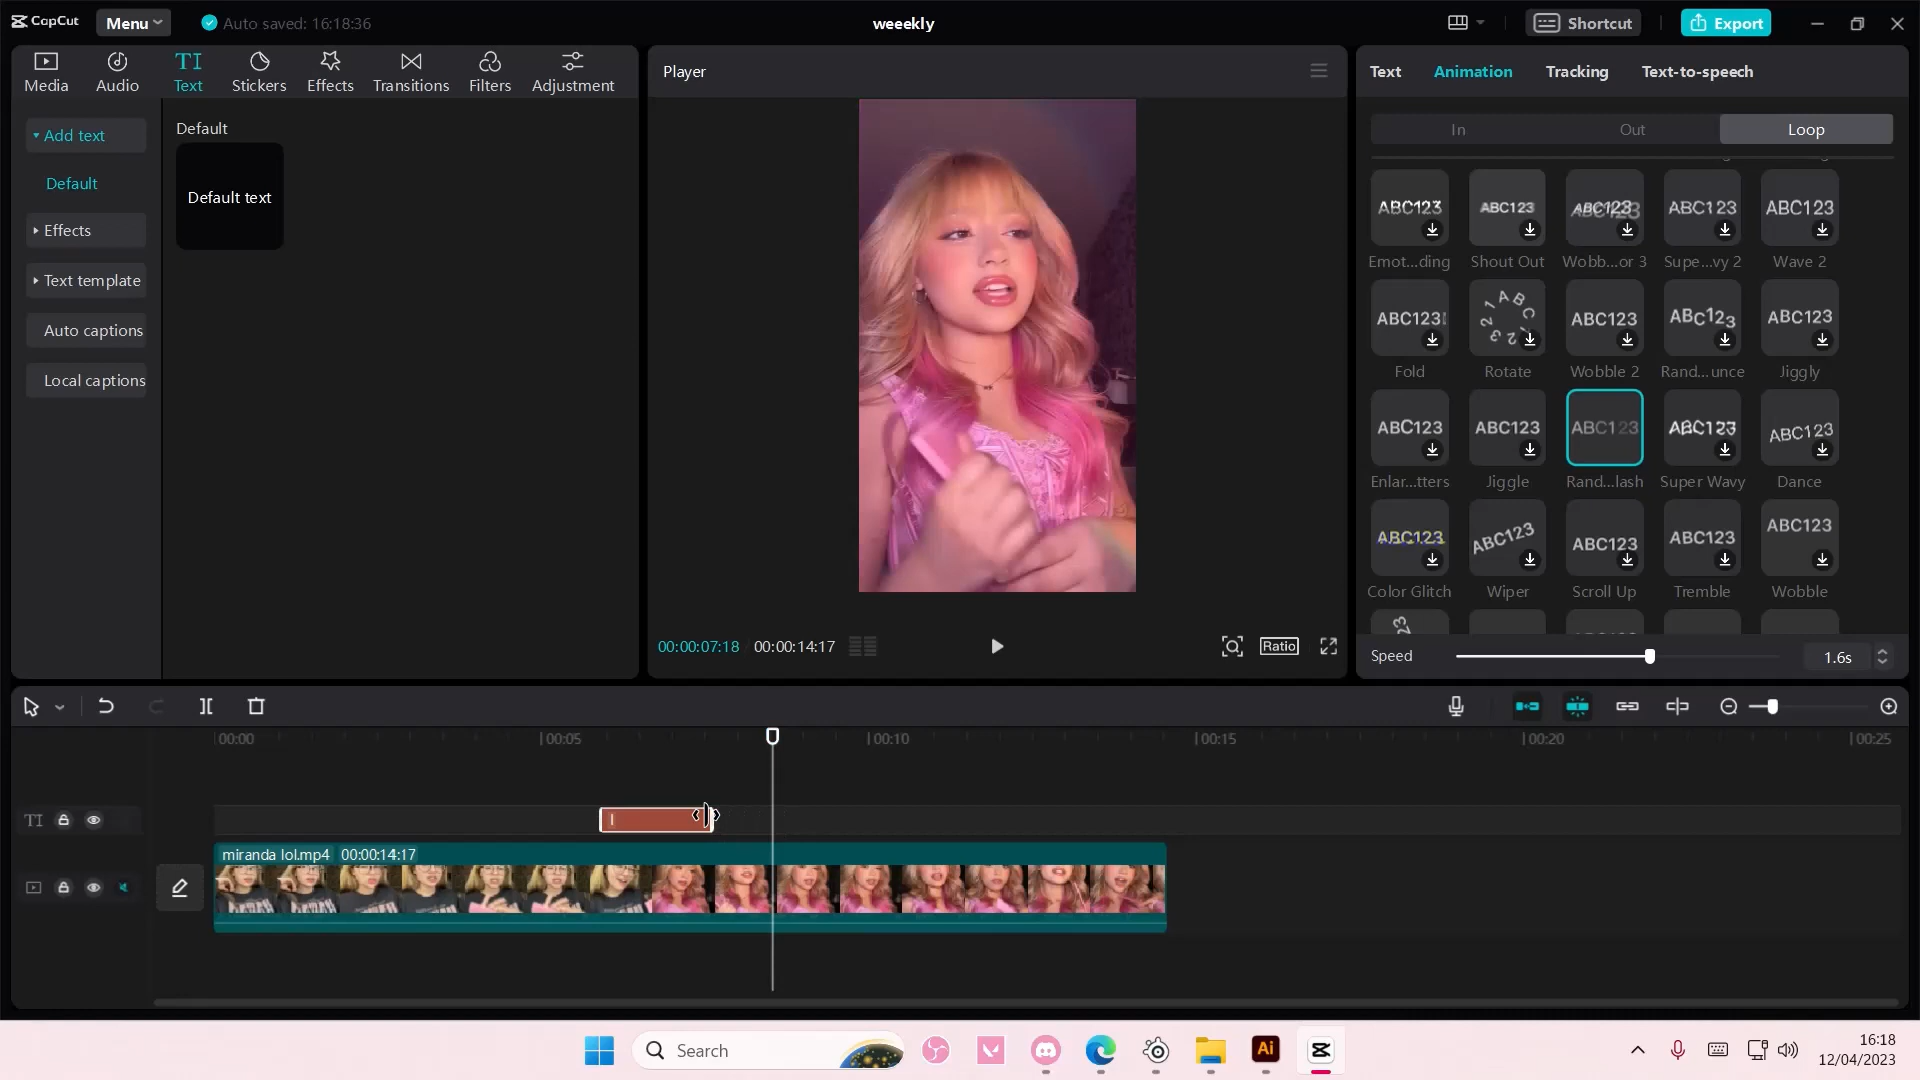 CapCut
Menu
Auto saved: 16:18:36
weeekly
Shortcut
Export
Media
Audio
TI
Text
Stickers
Effects
Transitions
Filters
Adjustment
Add text
Default
Effects
Text template
Auto captions
Local captions
Default
Default text
Player
00:00:07:18
00:00:14:17
Ratio
Text
Animation
Tracking
Text-to-speech
In
Out
Loop
ABC123
ABC123
ABC123
ABC123
ABC123
Emot...ding
Shout Out
Wobb...or 3
Supe...vy 2
Wave 2
ABC123
ABC123
ABC123
ABC123
ABC123
Fold
Rotate
Wobble 2
Rand...unce
Jiggly
ABC123
ABC123
ABC123
ABC123
ABC123
Enlar...tters
Jiggle
Rand...lash
Super Wavy
Dance
ABC123
ABC123
ABC123
ABC123
ABC123
Color Glitch
Wiper
Scroll Up
Tremble
Wobble
Speed
1.6s
00:00
00:05
00:10
00:15
00:20
00:25
TI
miranda lol.mp4 00:00:14:17
Search
Ai
16:18
12/04/2023